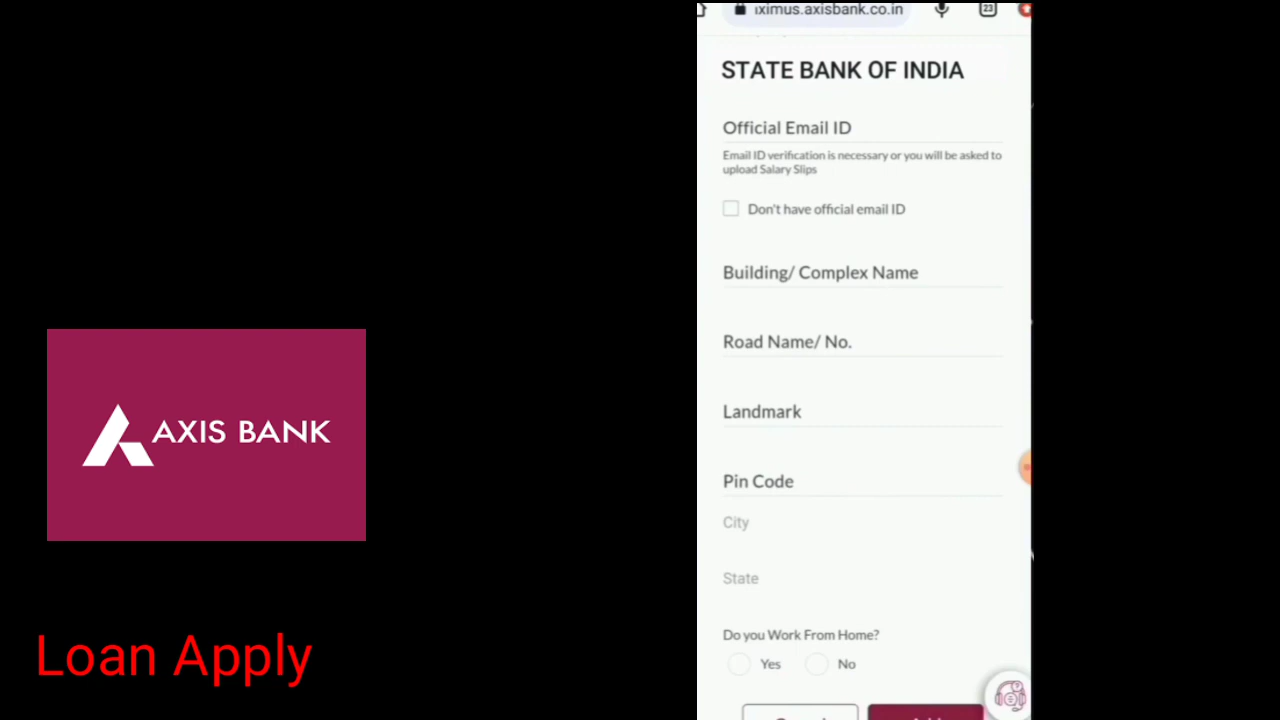 ıximus.axisbank.co.in
23
STATE BANK OF INDIA
Official Email ID
Email ID verification is necessary or you will be asked to
upload Salary Slips
Don't have official email ID
Building/ Complex Name
Road Name/ No.
Landmark
Pin Code
City
State
Do you Work From Home?
Yes No
AXIS BANK
Loan Apply